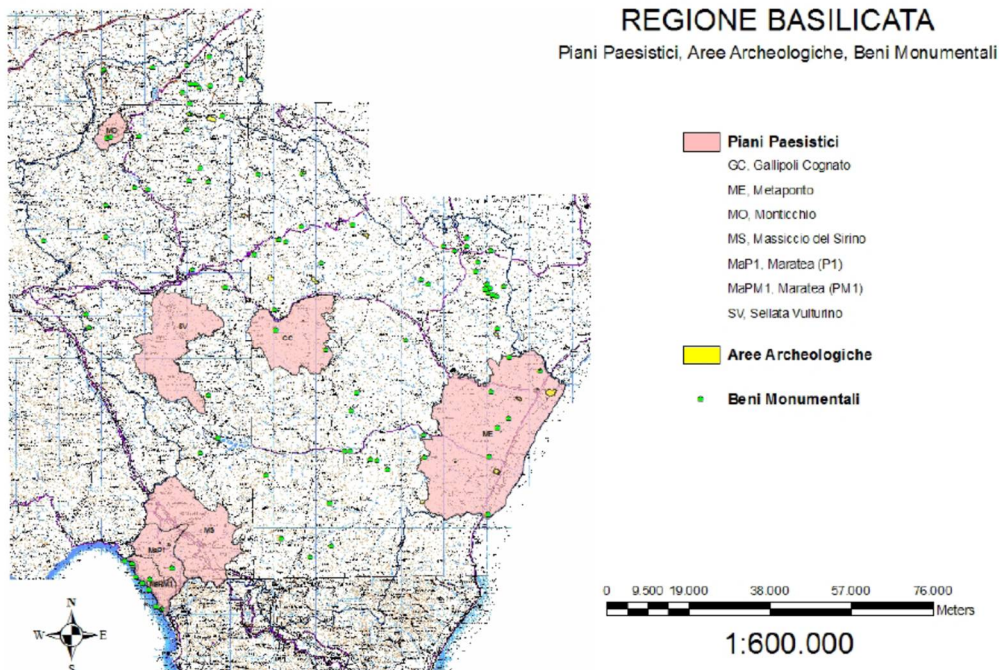 REGIONE BASILICATA
Piani Paesistici, Aree Archeologiche, Beni Monumentali
Piani Paesistici
GC, Gallipoli Cognato
ME, Metaponto
MO, Monticchio
MS, Massiccio del Sirino
MaP1, Maratea (P1)
MaPM1, Maratea (PM1)
SV, Sellata Vulturino
Aree Archeologiche
Beni Monumentali
MO
SV
GC
ME
MS
MaP1
N
W E
S
0 9.500 19.000 38.000 57.000 76.000
Meters
1:600.000